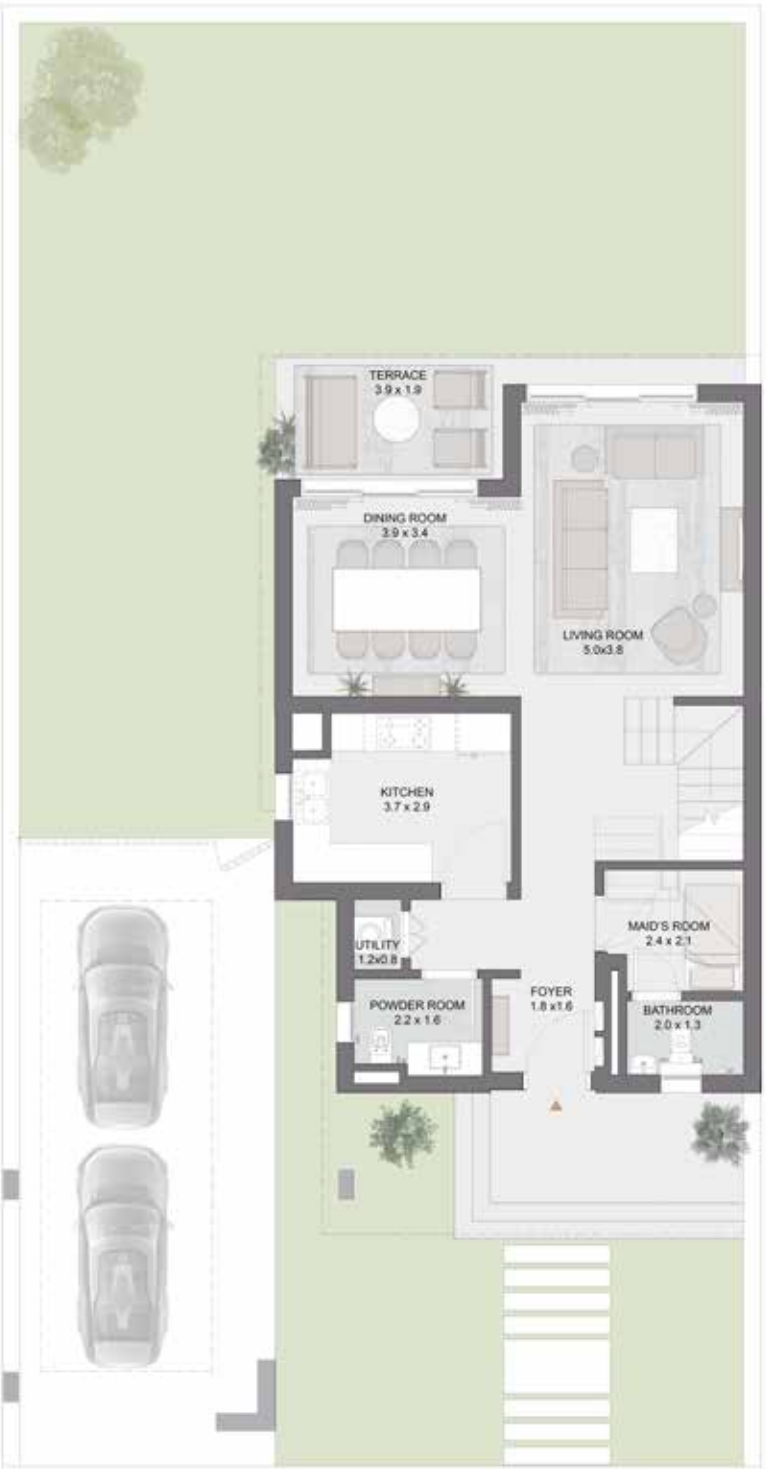 TERRACE
3.9 x 1.9
DINING ROOM
3.9 x 3.4
LIVING ROOM
5.0x3.8
KITCHEN
3.7 x 2.9
MAID'S ROOM
2.4 x 2.1
UTILITY
1.2x0.8
FOYER
1.8 x1.6
POWDER ROOM
2.2 x 1.6
BATHROOM
2.0 x 1.3